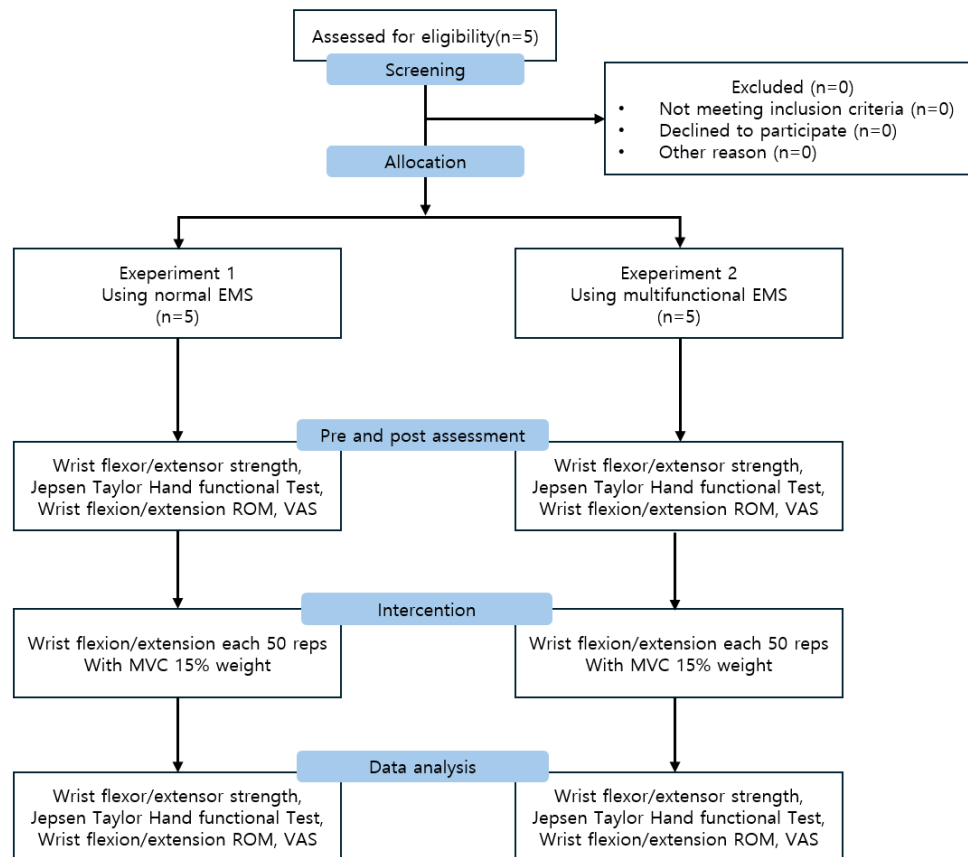 Assessed for eligibility(n=5)
Screening
Excluded (n=0)
• Not meeting inclusion criteria (n=0)
• Declined to participate (n=0)
• Other reason (n=0)
Allocation
Exeperiment 1
Using normal EMS
(n=5)
Exeperiment 2
Using multifunctional EMS
(n=5)
Pre and post assessment
Wrist flexor/extensor strength,
Jepsen Taylor Hand functional Test,
Wrist flexion/extension ROM, VAS
Wrist flexor/extensor strength,
Jepsen Taylor Hand functional Test,
Wrist flexion/extension ROM, VAS
Intercention
Wrist flexion/extension each 50 reps
With MVC 15% weight
Wrist flexion/extension each 50 reps
With MVC 15% weight
Data analysis
Wrist flexor/extensor strength,
Jepsen Taylor Hand functional Test,
Wrist flexion/extension ROM, VAS
Wrist flexor/extensor strength,
Jepsen Taylor Hand functional Test,
Wrist flexion/extension ROM, VAS